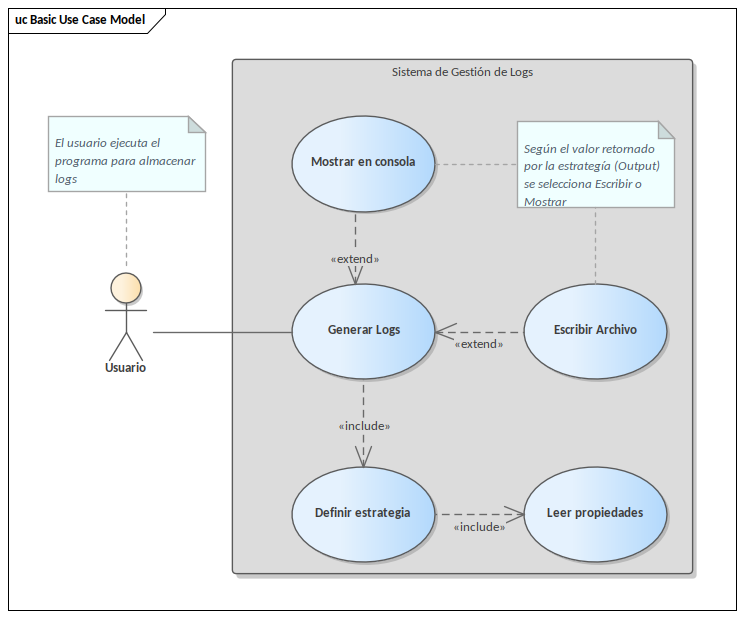 uc Basic Use Case Model
Sistema de Gestión de Logs
El usuario ejecuta el
programa para almacenar
logs
Mostrar en consola
Según el valor retornado
por la estrategía (Output)
se selecciona Escribir o
Mostrar
«extend»
Generar Logs
Escribir Archivo
«extend»
Usuario
«include»
Definir estrategia
Leer propiedades
«include»